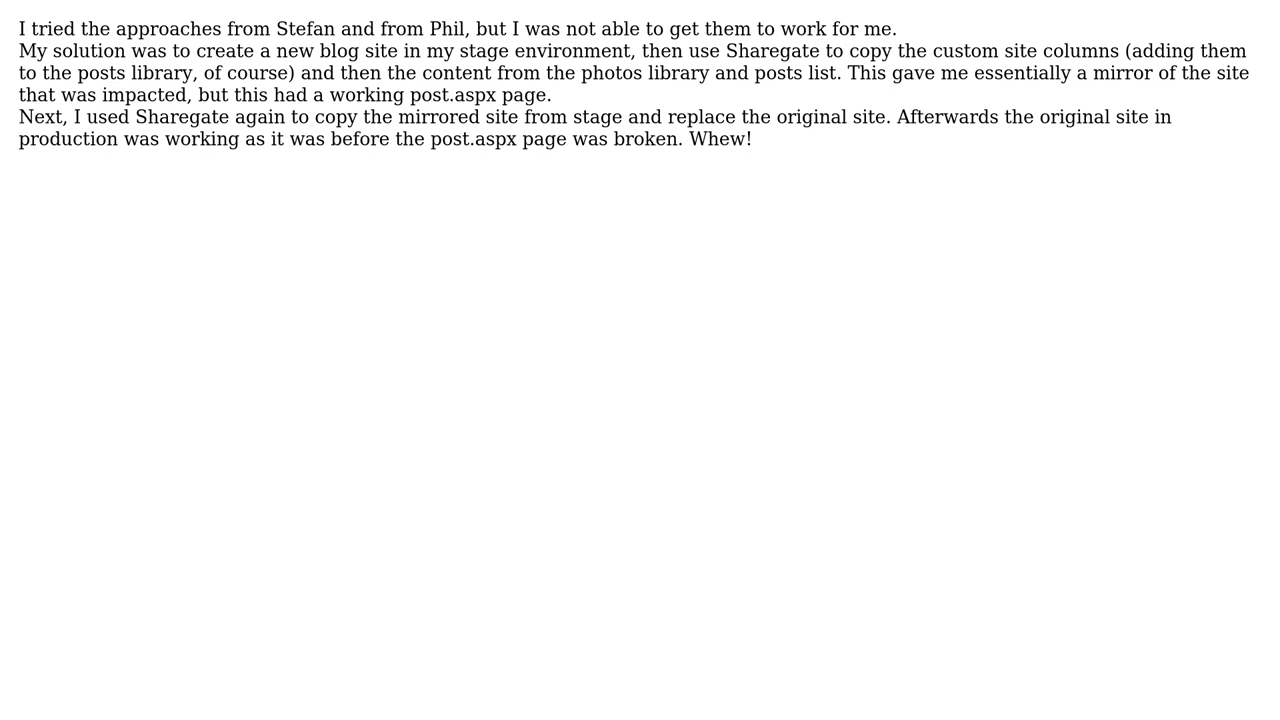 I tried the approaches from Stefan and from Phil, but I was not able to get them to work for me.
My solution was to create a new blog site in my stage environment, then use Sharegate to copy the custom site columns (adding them
to the posts library, of course) and then the content from the photos library and posts list. This gave me essentially a mirror of the site
that was impacted, but this had a working post.aspx page.
Next, I used Sharegate again to copy the mirrored site from stage and replace the original site. Afterwards the original site in
production was working as it was before the post.aspx page was broken. Whew!